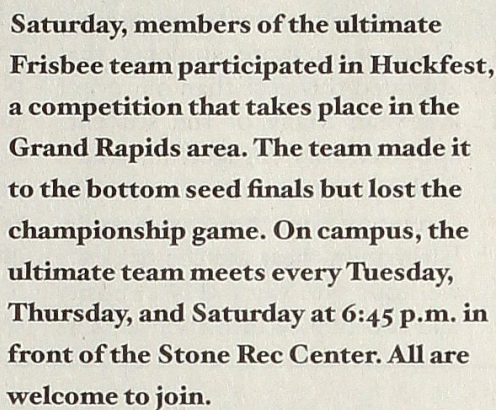 Saturday, members of the ultimate
Frisbee team participated in Huckfest,
a competition that takes place in the
Grand Rapids area. The team made it
to the bottom seed finals but lost the
championship game. On campus, the
ultimate team meets every Tuesday,
Thursday, and Saturday at 6:45 p.m. in
front of the Stone Rec Center. All are
welcome to join.